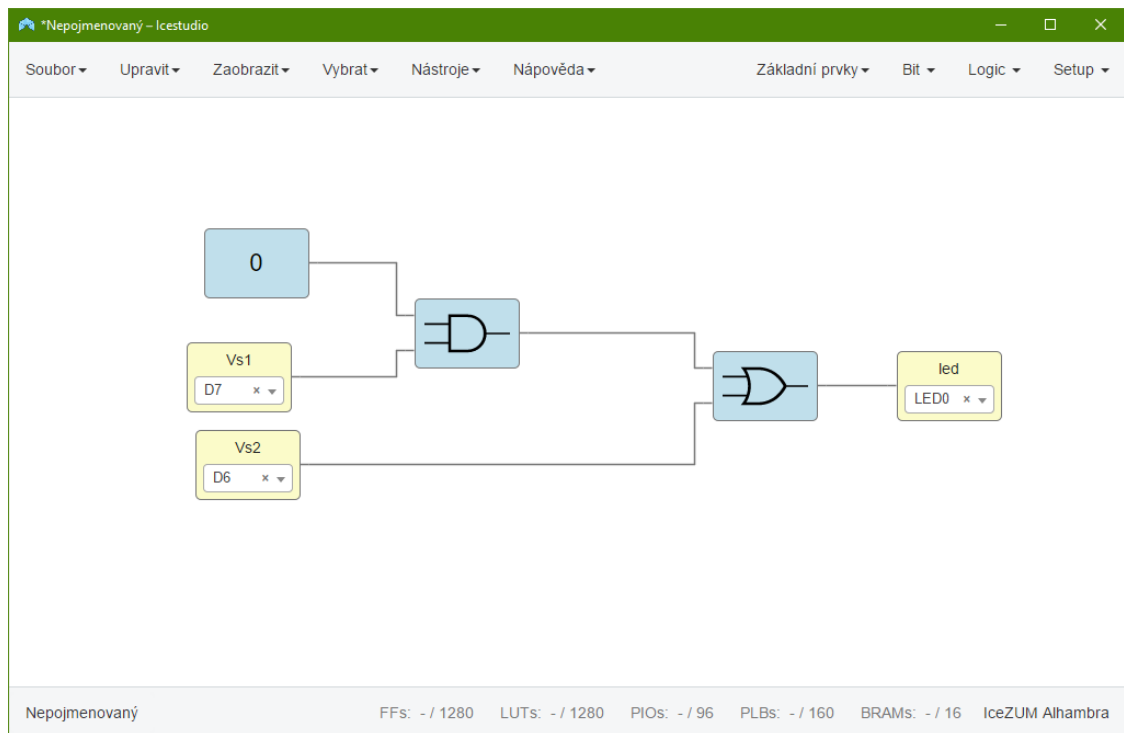 *Nepojmenovaný – Icestudio
Soubor Upravit Zaobrazit Vybrat Nástroje Nápověda Základní prvky Bit Logic Setup
0
Vs1
D7 ×
Vs2
D6 ×
led
LED0 ×
Nepojmenovaný FFs: - / 1280 LUTs: - / 1280 PIOs: - / 96 PLBs: - / 160 BRAMs: - / 16 IceZUM Alhambra